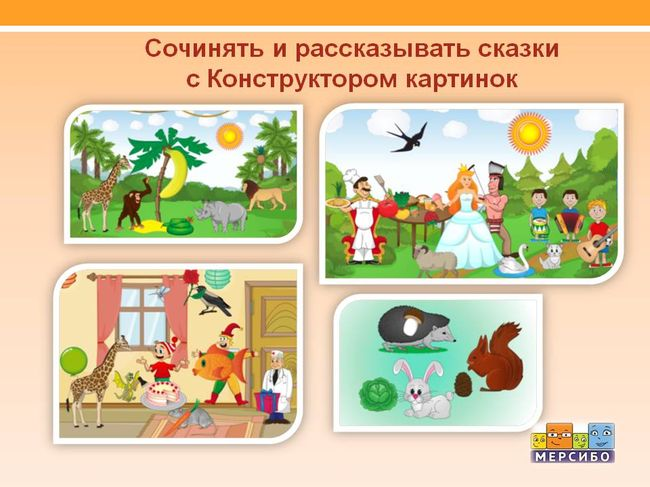 Сочинять и рассказывать сказки
с Конструктором картинок
МЕРСИБО